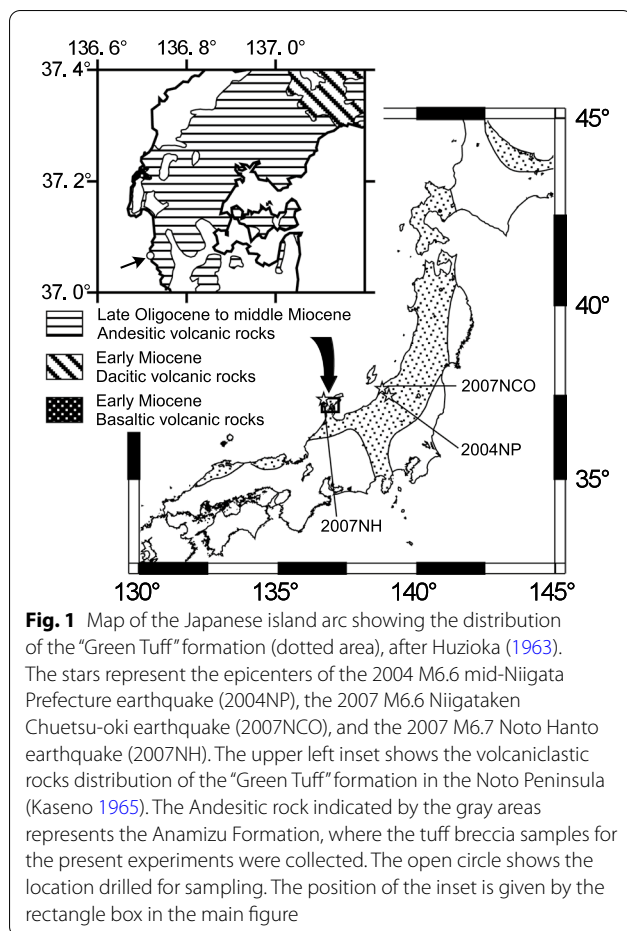 136. 6° 136. 8° 137. 0°
37. 4°
45°
37. 2°
37. 0°
40°
Late Oligocene to middle Miocene
Andesitic volcanic rocks
Early Miocene
Dacitic volcanic rocks
Early Miocene
Basaltic volcanic rocks
2007NCO
2004NP
35°
2007NH
130° 135° 140° 145°
Fig. 1 Map of the Japanese island arc showing the distribution
of the “Green Tuff” formation (dotted area), after Huzioka (1963).
The stars represent the epicenters of the 2004 M6.6 mid-Niigata
Prefecture earthquake (2004NP), the 2007 M6.6 Niigataken
Chuetsu-oki earthquake (2007NCO), and the 2007 M6.7 Noto Hanto
earthquake (2007NH). The upper left inset shows the volcaniclastic
rocks distribution of the “Green Tuff” formation in the Noto Peninsula
(Kaseno 1965). The Andesitic rock indicated by the gray areas
represents the Anamizu Formation, where the tuff breccia samples for
the present experiments were collected. The open circle shows the
location drilled for sampling. The position of the inset is given by the
rectangle box in the main figure